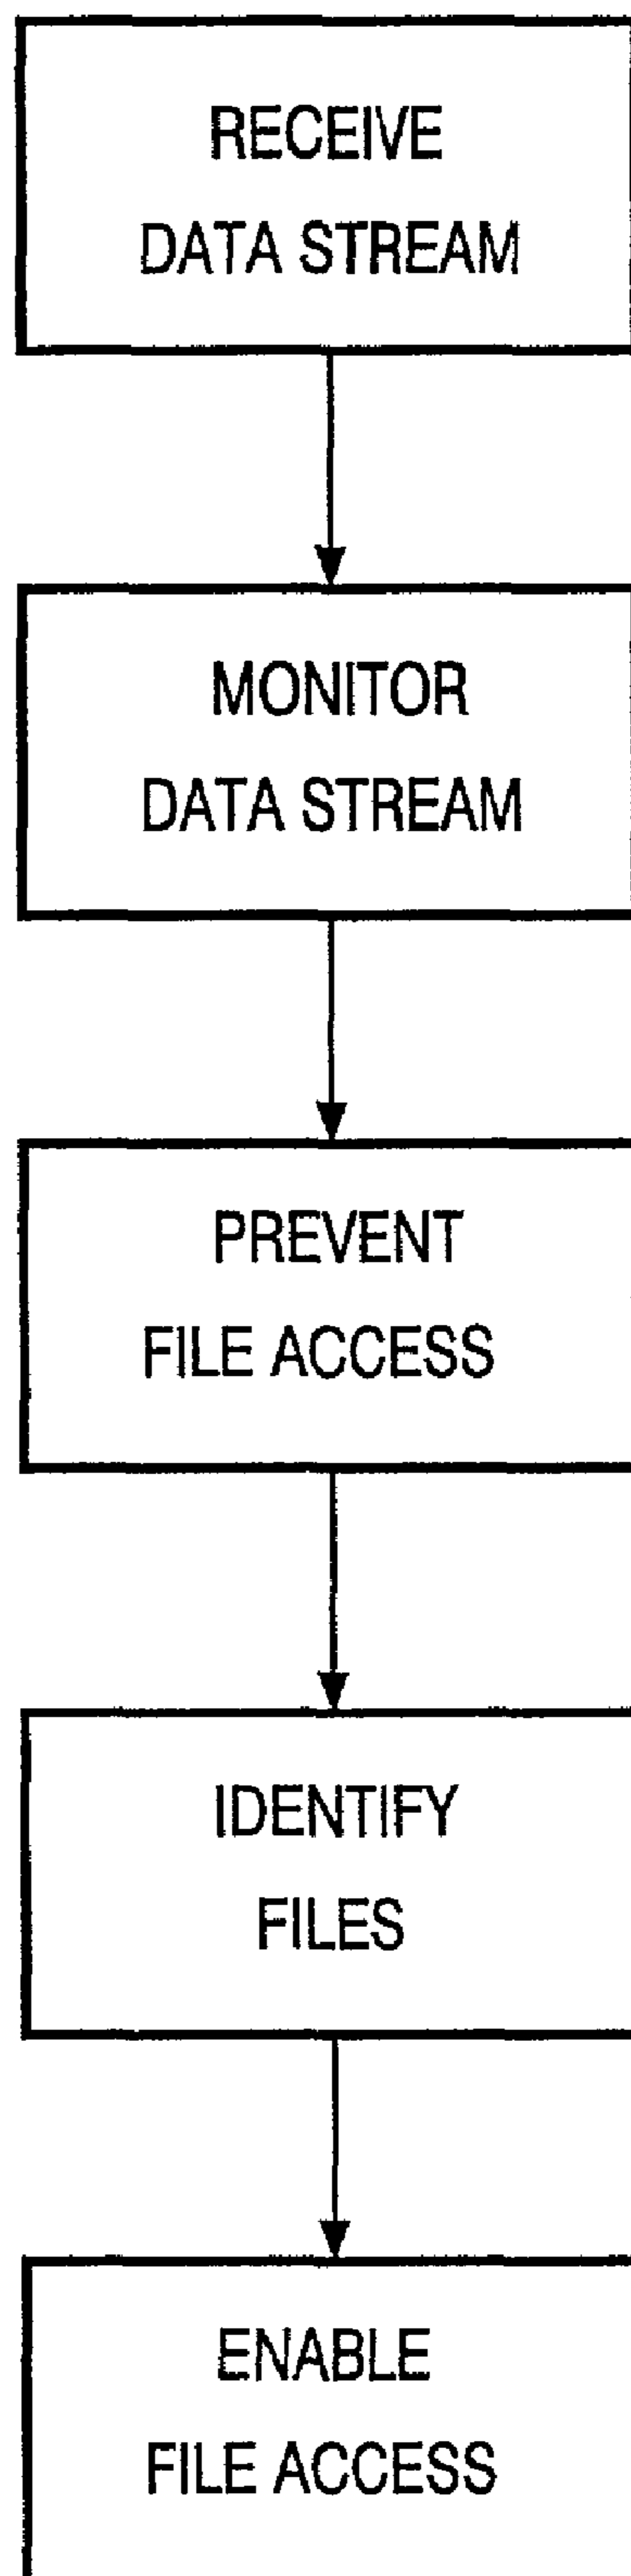 RECEIVE
DATA STREAM
MONITOR
DATA STREAM
PREVENT
FILE ACCESS
IDENTIFY
FILES
ENABLE
FILE ACCESS